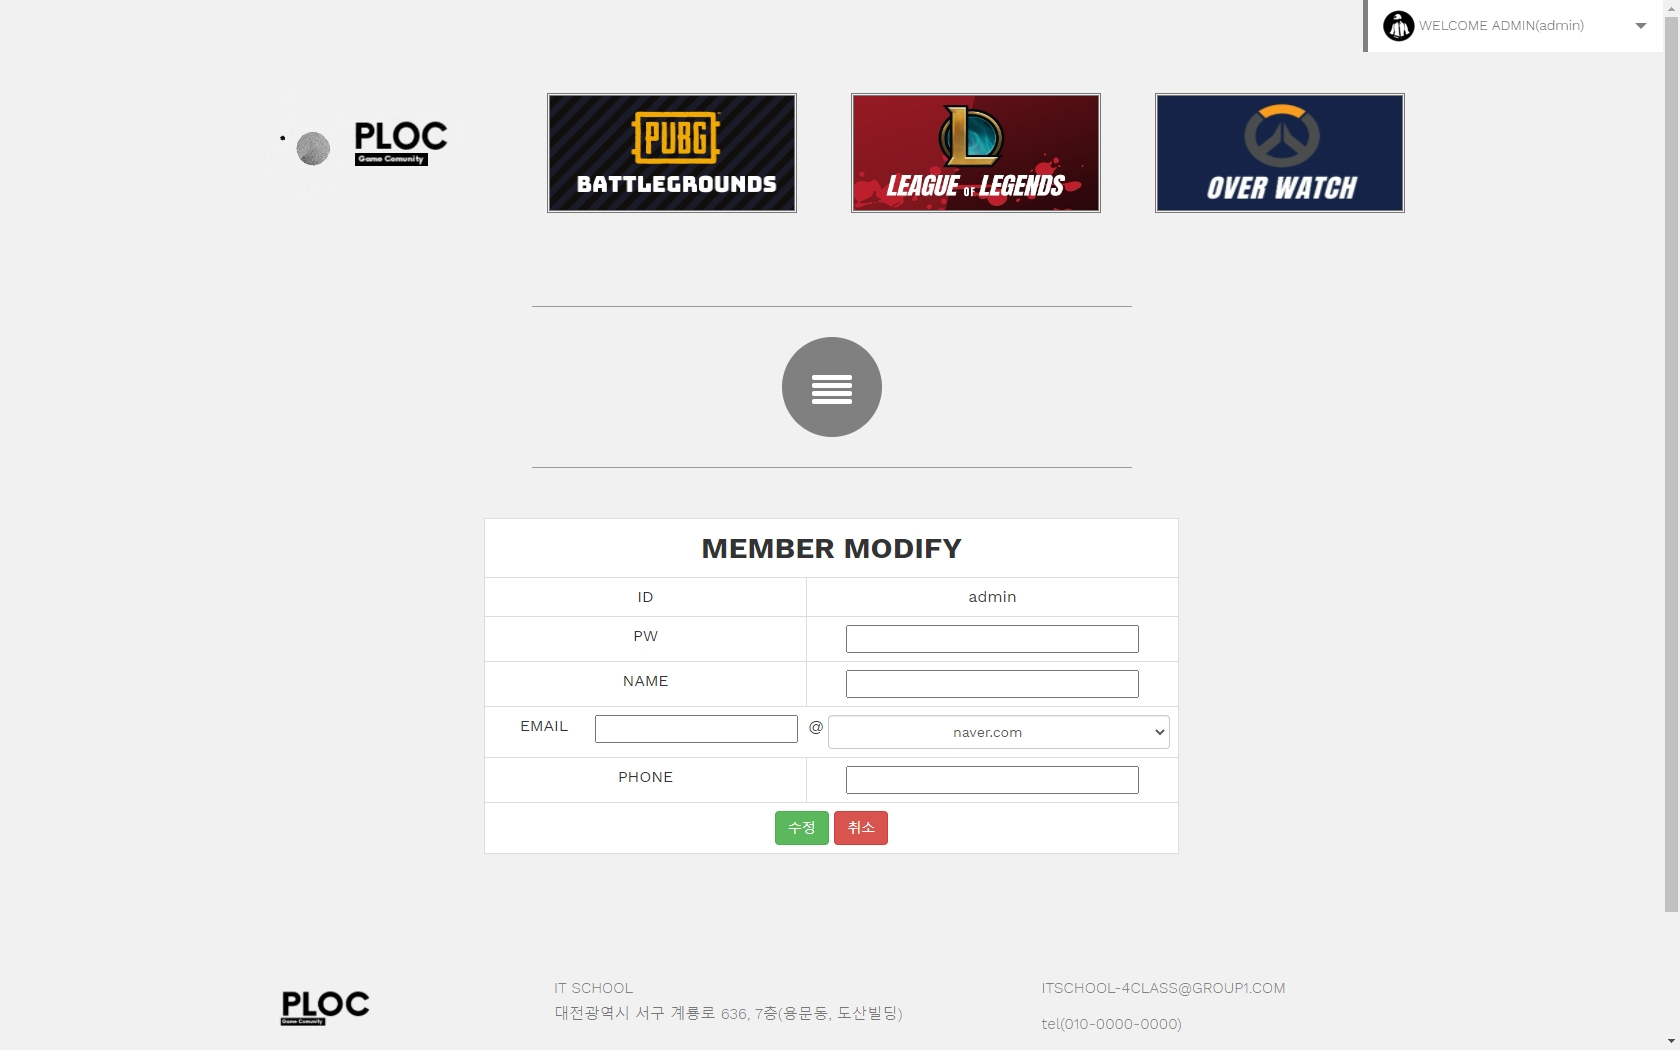 WELCOME ADMIN(admin)
PLOC
Game Comunity
PUBG
BATTLEGROUNDS
LEAGUE OF LEGENDS
OVER WATCH
MEMBER MODIFY
ID admin
PW
NAME
EMAIL @ naver.com
PHONE
수정 취소
PLOC
Game Comunity
IT SCHOOL
대전광역시 서구 계룡로 636, 7층(용문동, 도산빌딩)
ITSCHOOL-4CLASS@GROUP1.COM
tel(010-0000-0000)